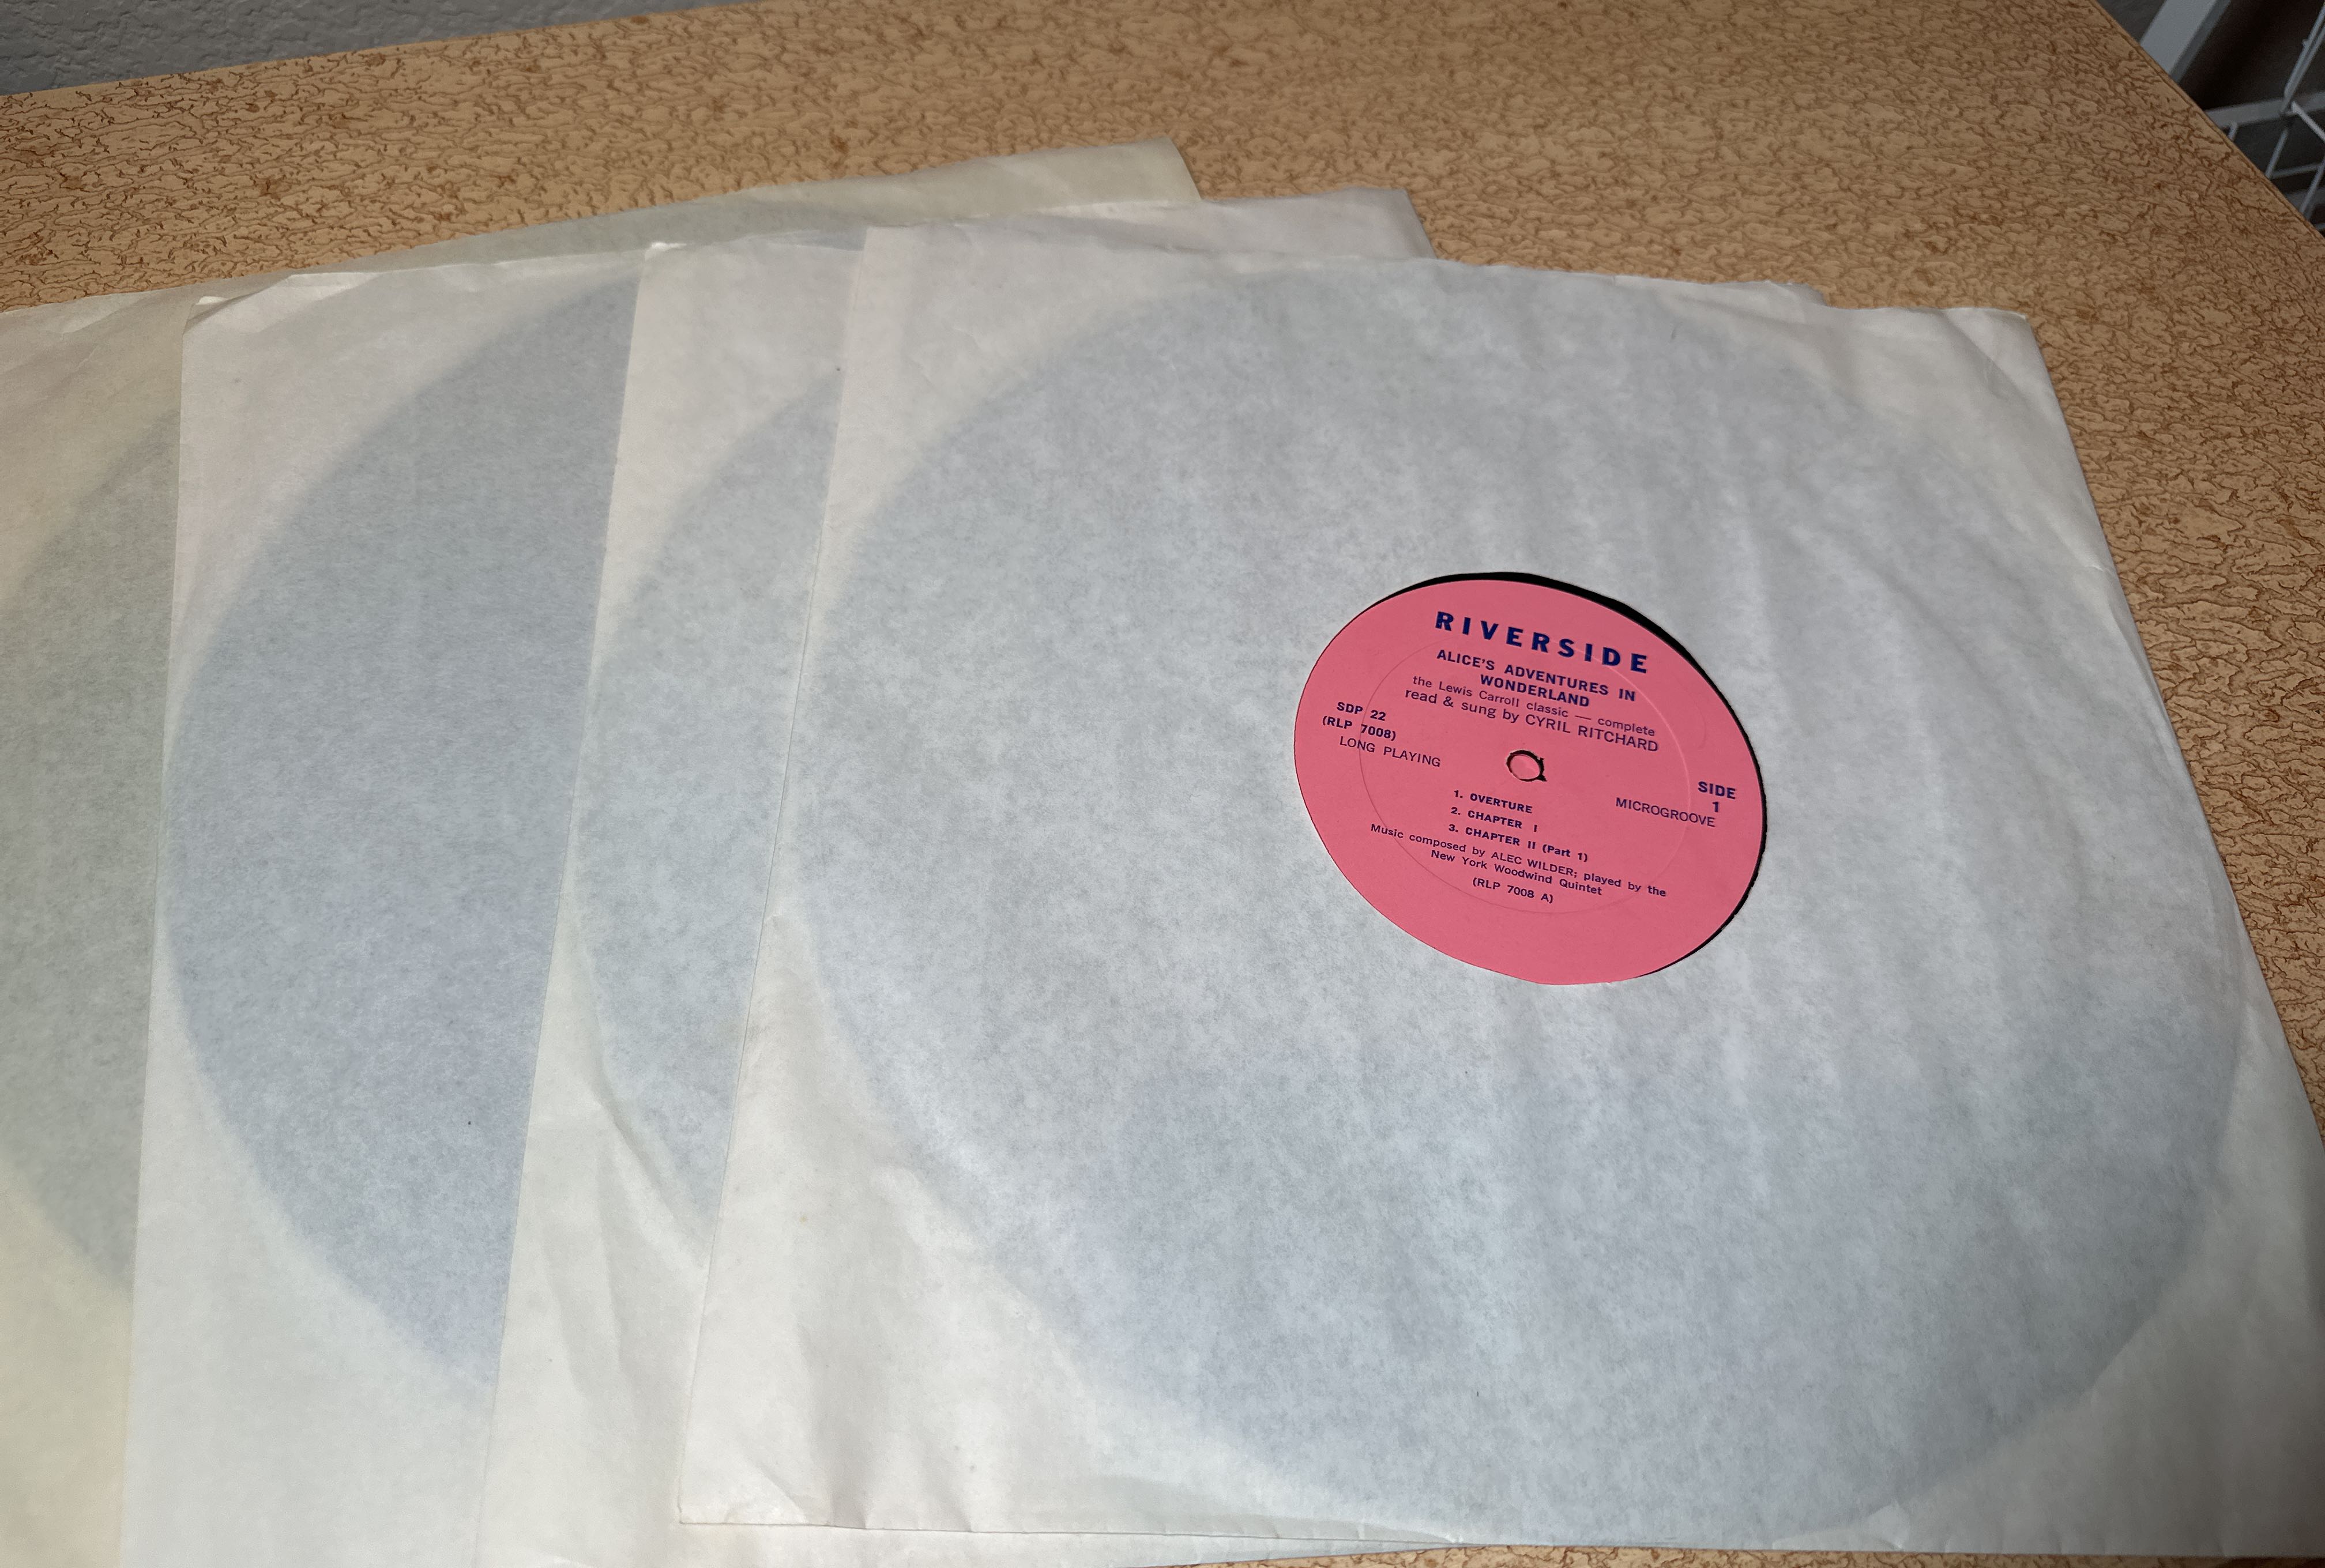 RIVERSIDE
ALICE'S ADVENTURES IN
WONDERLAND
the Lewis Carroll classic — complete
read & sung by CYRIL RITCHARD
SDP 22
(RLP 7008)
LONG PLAYING
SIDE
1
MICROGROOVE
1. OVERTURE
2. CHAPTER I
3. CHAPTER II (Part 1)
Music composed by ALEC WILDER; played by the
New York Woodwind Quintet
(RLP 7008 A)